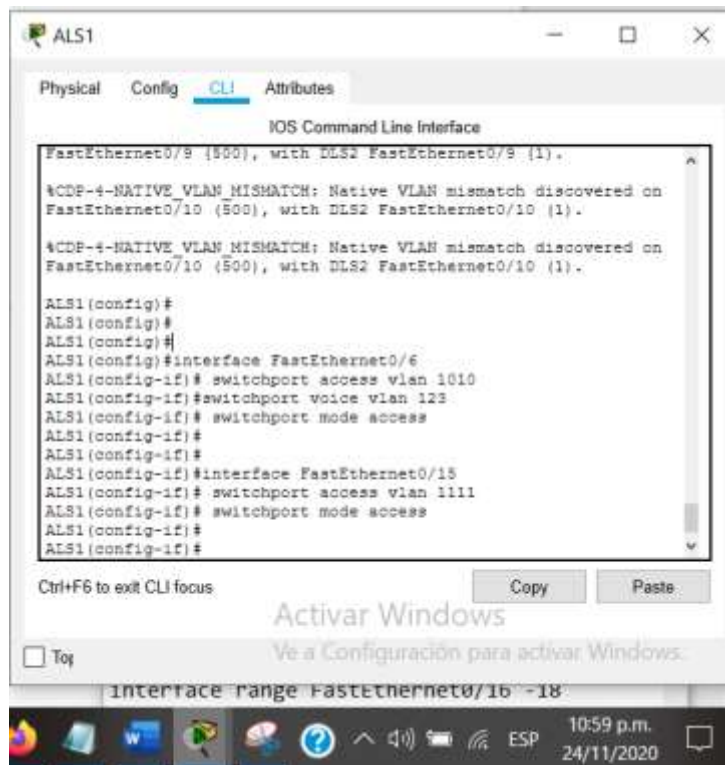 ALS1
Physical Config CLI Attributes
IOS Command Line Interface
FastEthernet0/9 (500), with DLS2 FastEthernet0/9 (1).
%CDP-4-NATIVE_VLAN_MISMATCH: Native VLAN mismatch discovered on
FastEthernet0/10 (500), with DLS2 FastEthernet0/10 (1).
%CDP-4-NATIVE_VLAN_MISMATCH: Native VLAN mismatch discovered on
FastEthernet0/10 (500), with DLS2 FastEthernet0/10 (1).
ALS1(config)#
ALS1(config)#
ALS1(config)#
ALS1(config)#interface FastEthernet0/6
ALS1(config-if)# switchport access vlan 1010
ALS1(config-if)#switchport voice vlan 123
ALS1(config-if)# switchport mode access
ALS1(config-if)#
ALS1(config-if)#
ALS1(config-if)#interface FastEthernet0/15
ALS1(config-if)# switchport access vlan 1111
ALS1(config-if)# switchport mode access
ALS1(config-if)#
ALS1(config-if)#
Ctrl+F6 to exit CLI focus Copy Paste
Activar Windows
Ve a Configuración para activar Windows.
Top
interface range FastEthernet0/16 -18
ESP 10:59 p.m.
24/11/2020